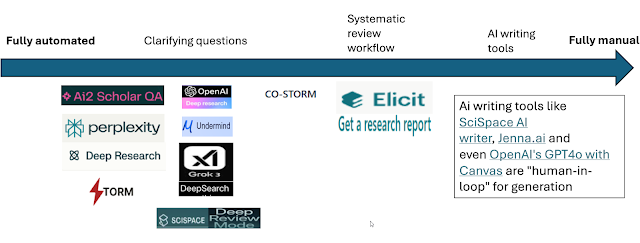 Fully automated
Clarifying questions
Systematic
review
workflow
AI writing
tools
Fully manual
Ai2 Scholar QA
perplexity
Deep Research
STORM
OpenAI
Deep research
Undermind
xI
Grok 3
DeepSearch
SCISPACE
Deep
Review
Mode
CO-STORM
Elicit
Get a research report
Ai writing tools like
SciSpace AI
writer, Jenna.ai and
even OpenAI's GPT4o with
Canvas are "human-in-
loop" for generation